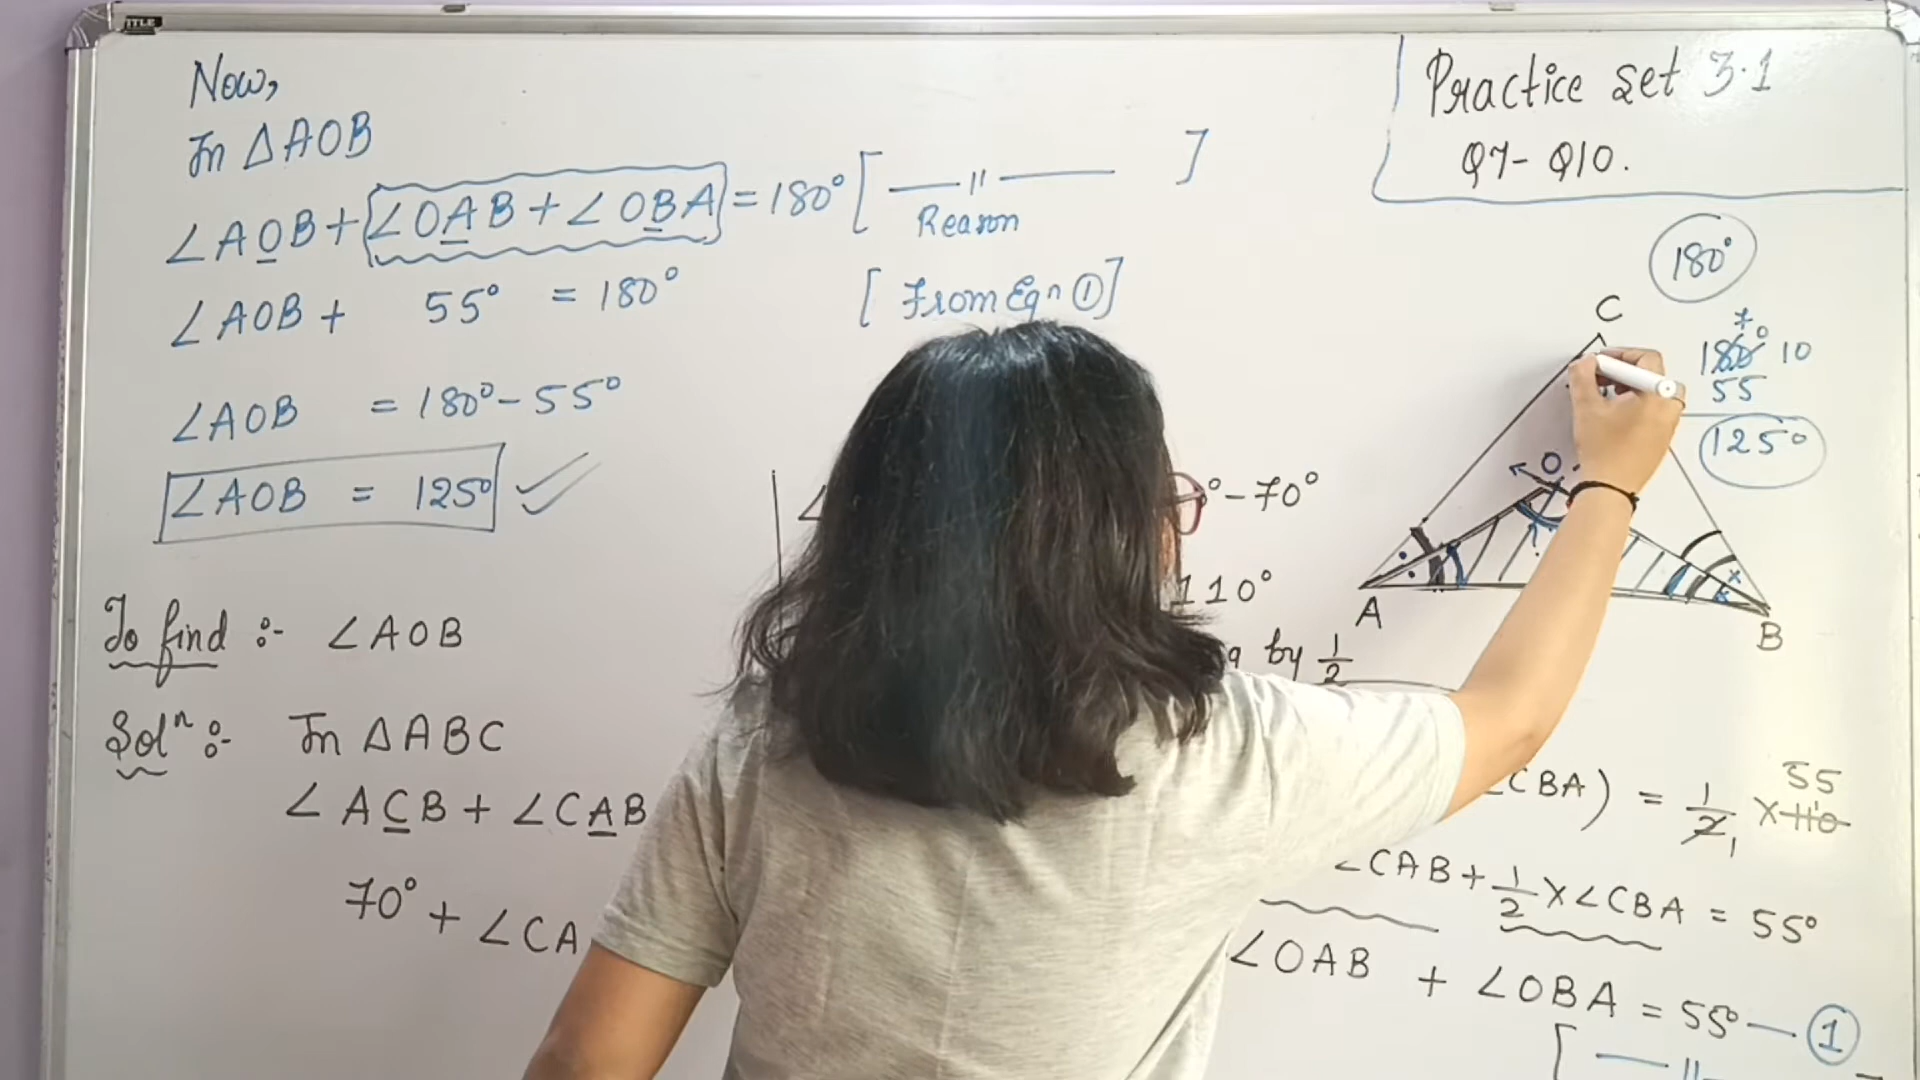 Now,
In ΔAOB
∠AOB + ∠OAB + ∠OBA = 180° [ —— 〃 —— ]
Reason
∠AOB + 55° = 180° [ From Eqn ① ]
∠AOB = 180° - 55°
∠AOB = 125°
To find :- ∠AOB
Solⁿ :- In ΔABC
∠ACB + ∠CAB
70° + ∠CA
° - 70°
110°
by 1/2
∠CBA) = 1/2 × 110
55
1
∠CAB + 1/2 × ∠CBA = 55°
∠OAB + ∠OBA = 55° — ①
[ —— 〃 —
Practice set 3.1
Q7 - Q10.
180°
C
7
180 10
55
125°
O
?
A
x
x
B